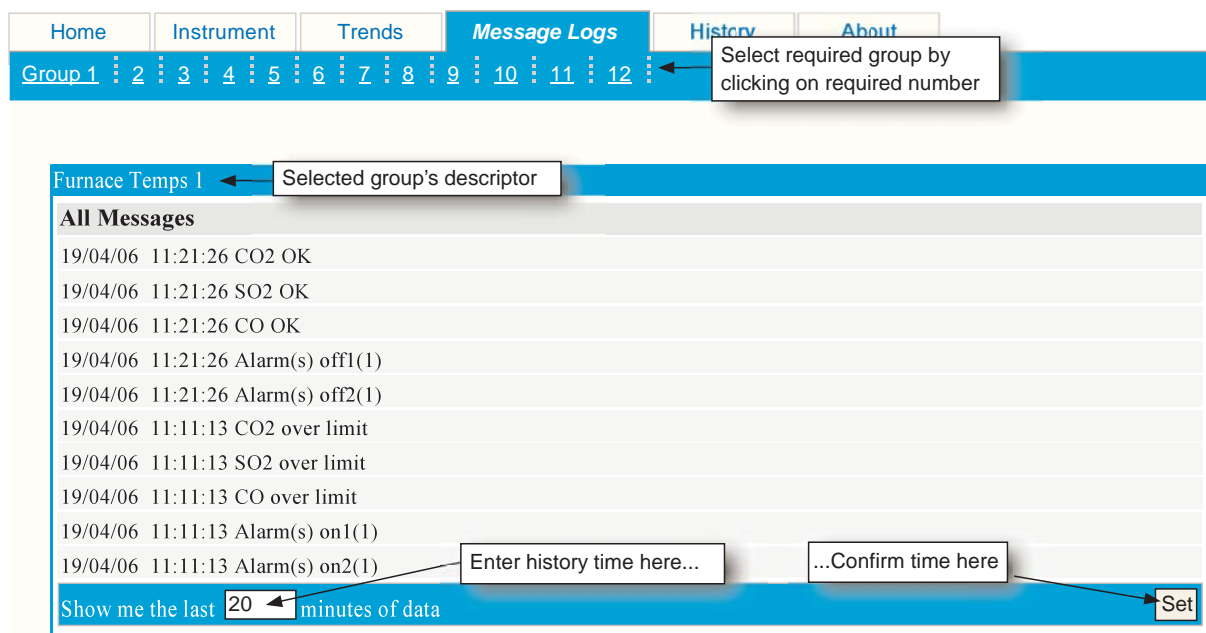 Home Instrument Trends Message Logs History About
Select required group by
clicking on required number
Group 1 2 3 4 5 6 7 8 9 10 11 12
Furnace Temps 1
Selected group's descriptor
All Messages
19/04/06 11:21:26 CO2 OK
19/04/06 11:21:26 SO2 OK
19/04/06 11:21:26 CO OK
19/04/06 11:21:26 Alarm(s) off1(1)
19/04/06 11:21:26 Alarm(s) off2(1)
19/04/06 11:11:13 CO2 over limit
19/04/06 11:11:13 SO2 over limit
19/04/06 11:11:13 CO over limit
19/04/06 11:11:13 Alarm(s) on1(1)
19/04/06 11:11:13 Alarm(s) on2(1)
Enter history time here...
...Confirm time here
Show me the last 20 minutes of data
Set